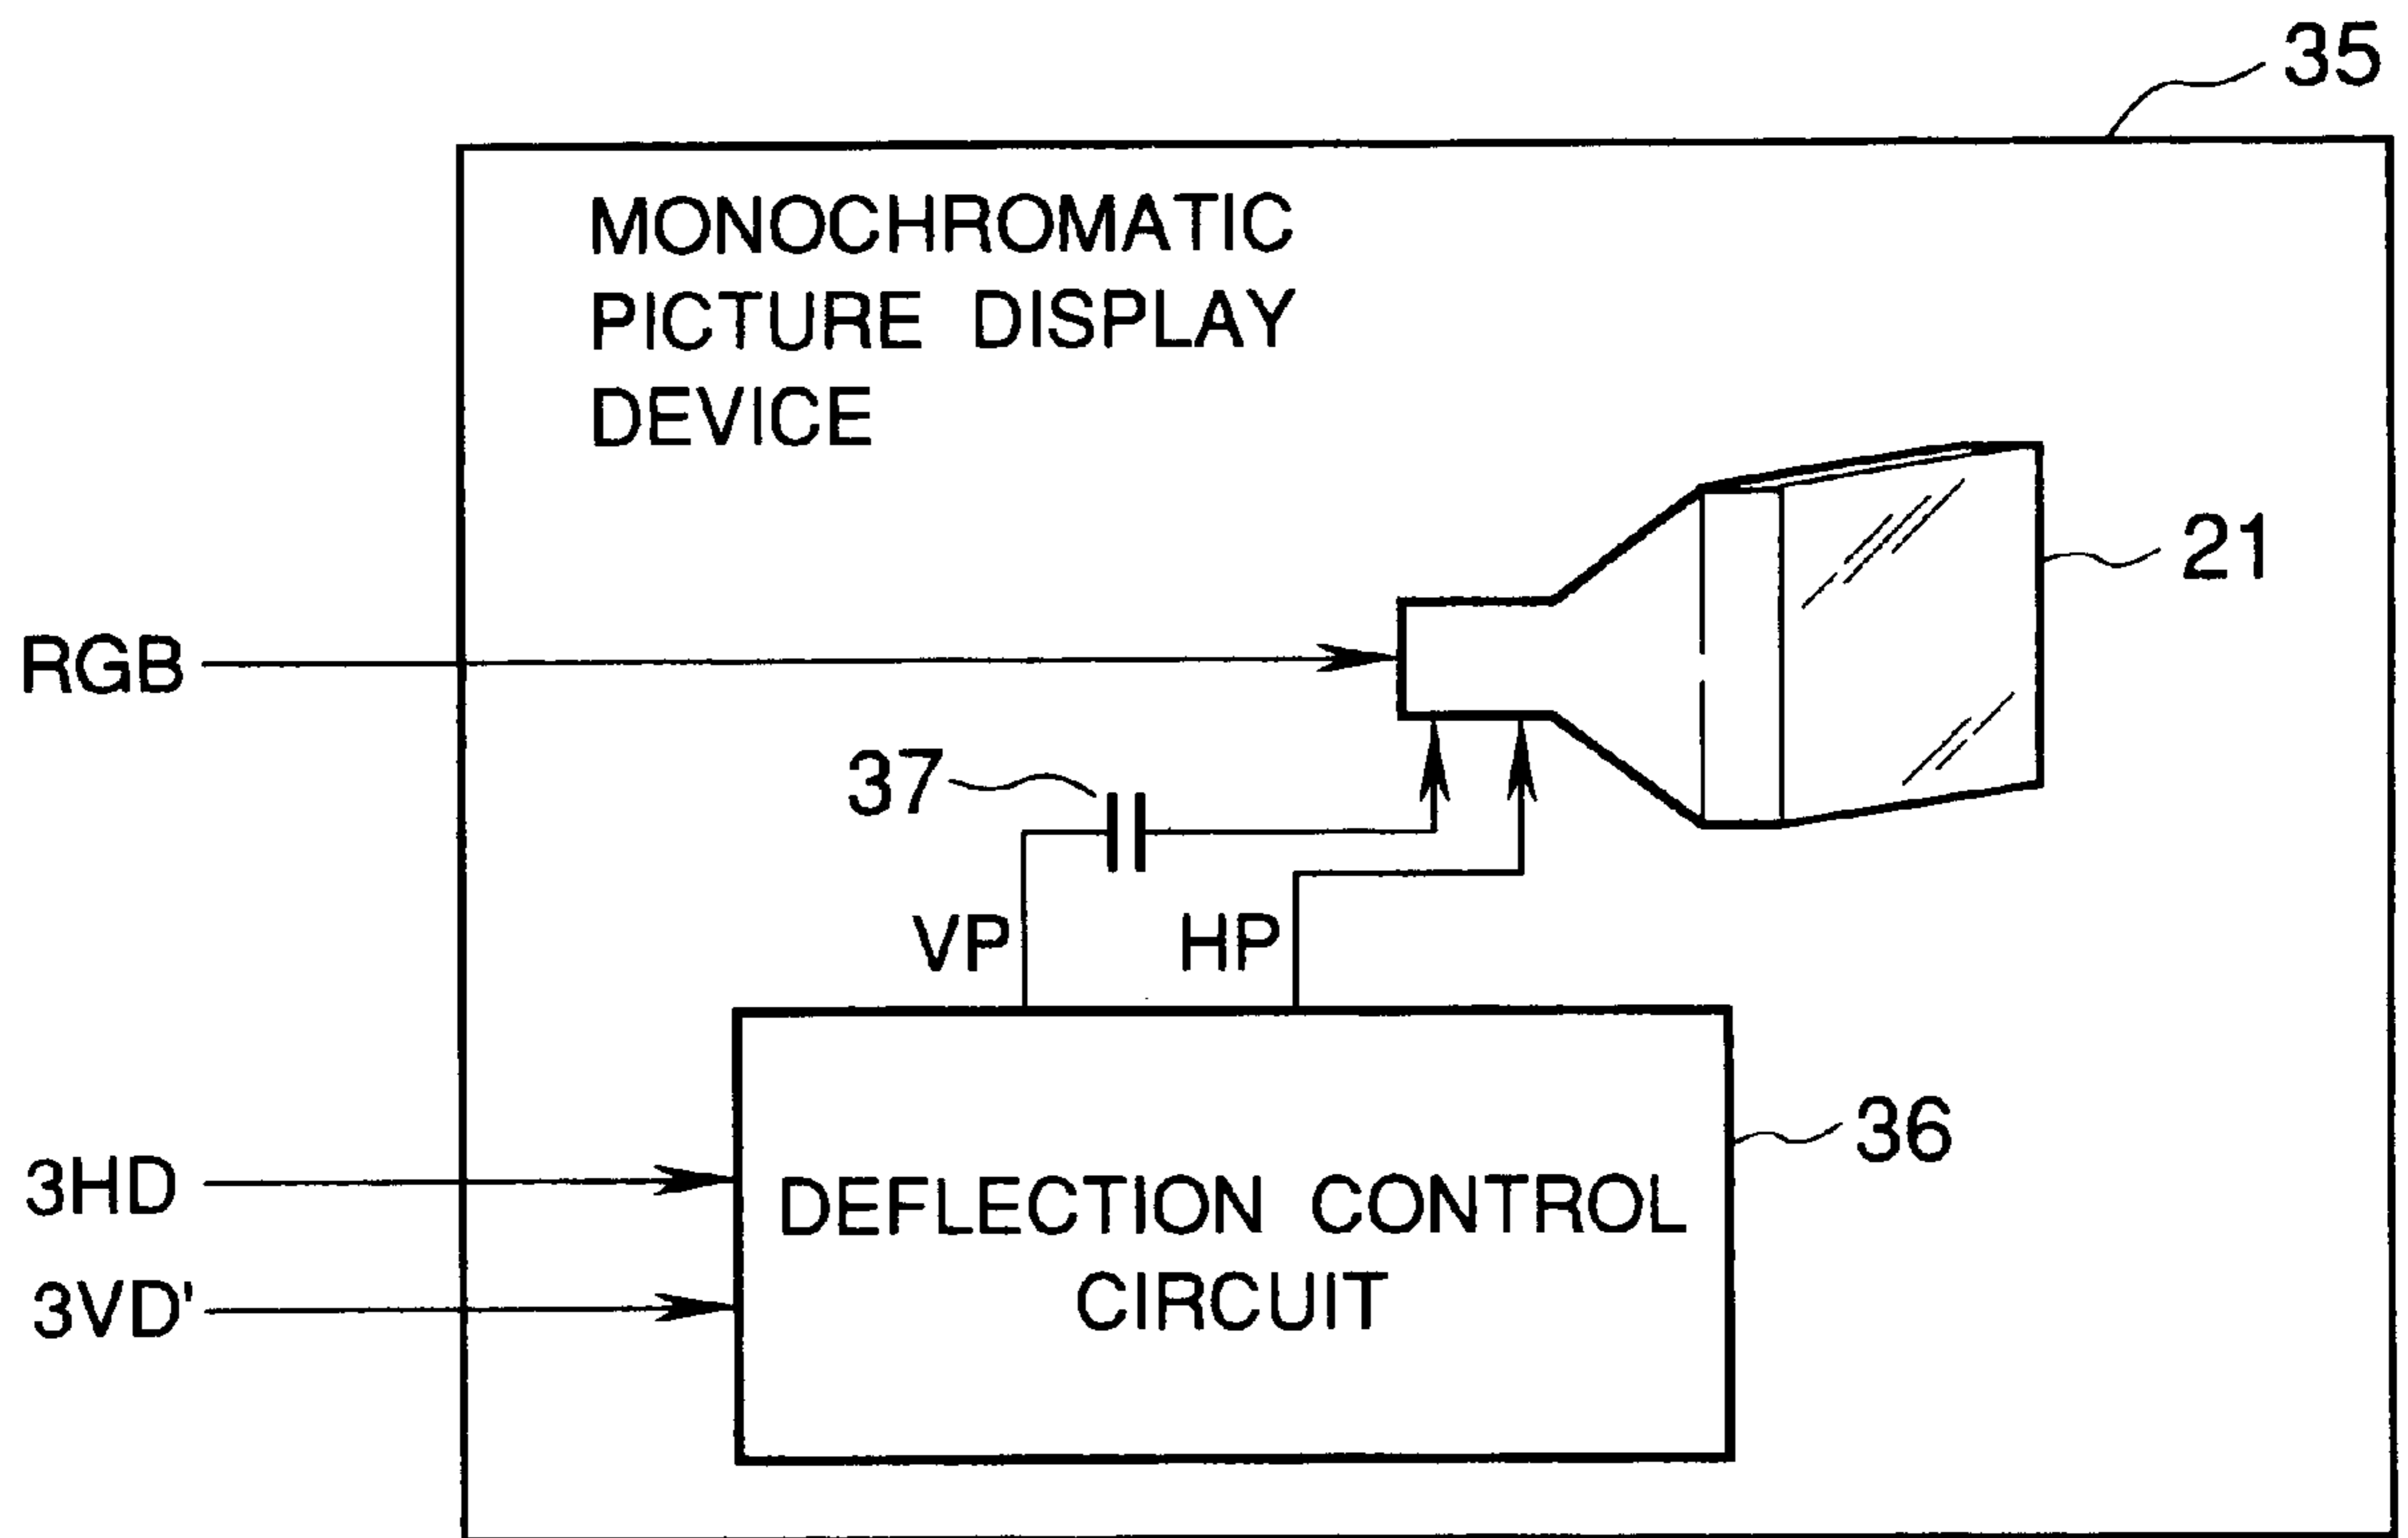 35
MONOCHROMATIC
PICTURE DISPLAY
DEVICE
21
RGB
37
VP
HP
36
3HD
DEFLECTION CONTROL
3VD'
CIRCUIT